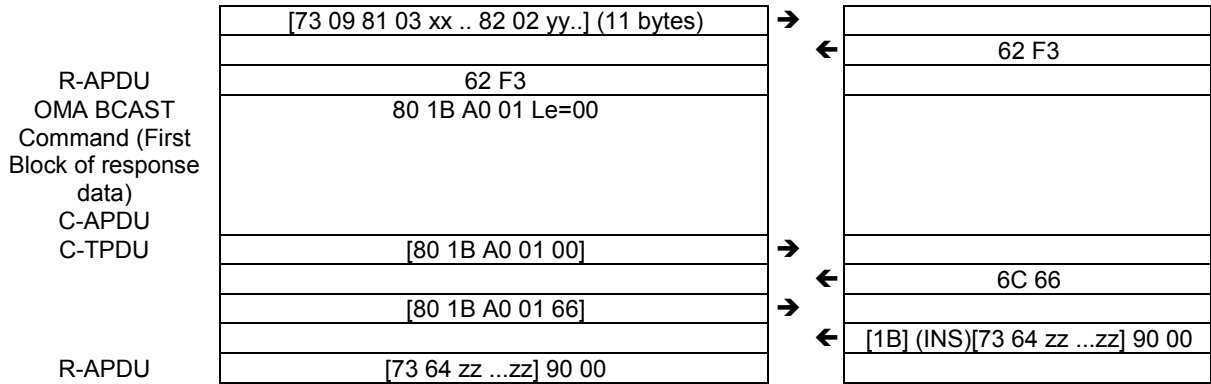 [73 09 81 03 xx .. 82 02 yy..] (11 bytes) →
← 62 F3
R-APDU 62 F3
OMA BCAST 80 1B A0 01 Le=00
Command (First
Block of response
data)
C-APDU
C-TPDU [80 1B A0 01 00] →
← 6C 66
[80 1B A0 01 66] →
← [1B] (INS)[73 64 zz ...zz] 90 00
R-APDU [73 64 zz ...zz] 90 00